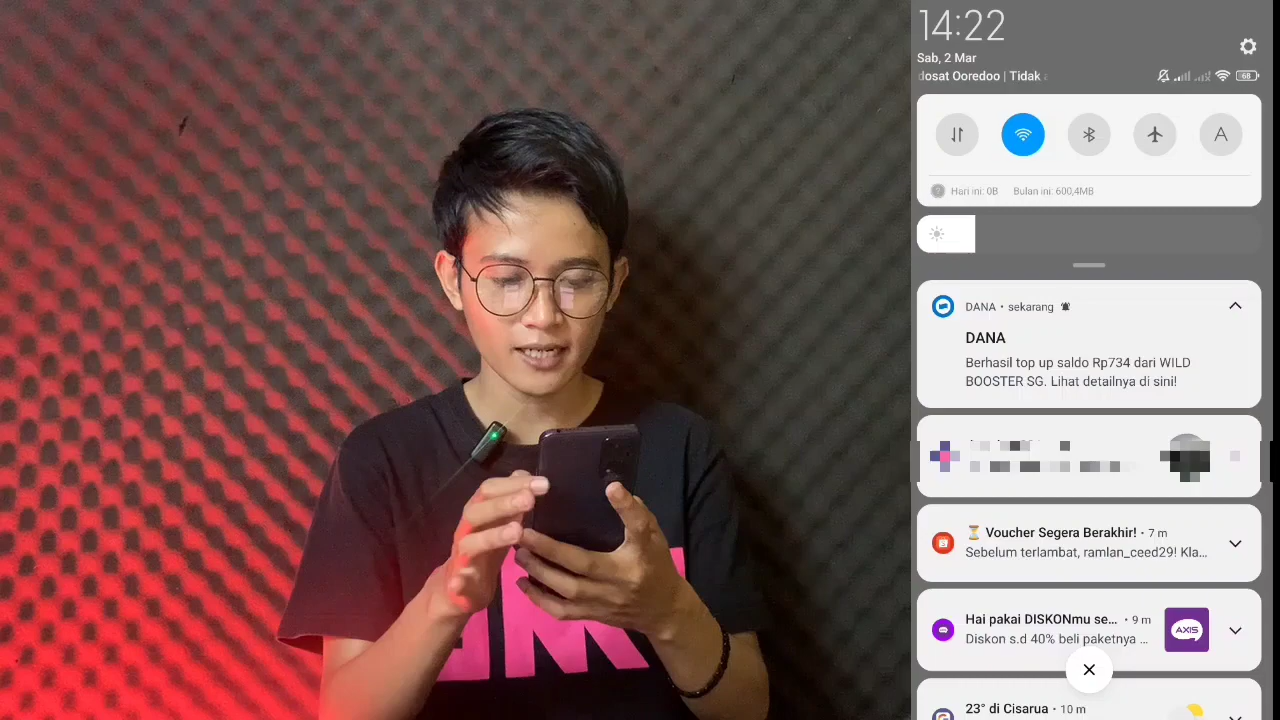 14:22
Sab, 2 Mar
dosat Ooredoo | Tidak
68
Hari ini: 0B Bulan ini: 600,4MB
DANA • sekarang
DANA
Berhasil top up saldo Rp734 dari WILD
BOOSTER SG. Lihat detailnya di sini!
Voucher Segera Berakhir! • 7 m
Sebelum terlambat, ramlan_ceed29! Kla...
Hai pakai DISKONmu se... • 9 m
Diskon s.d 40% beli paketnya ...
AXIS
23° di Cisarua • 10 m